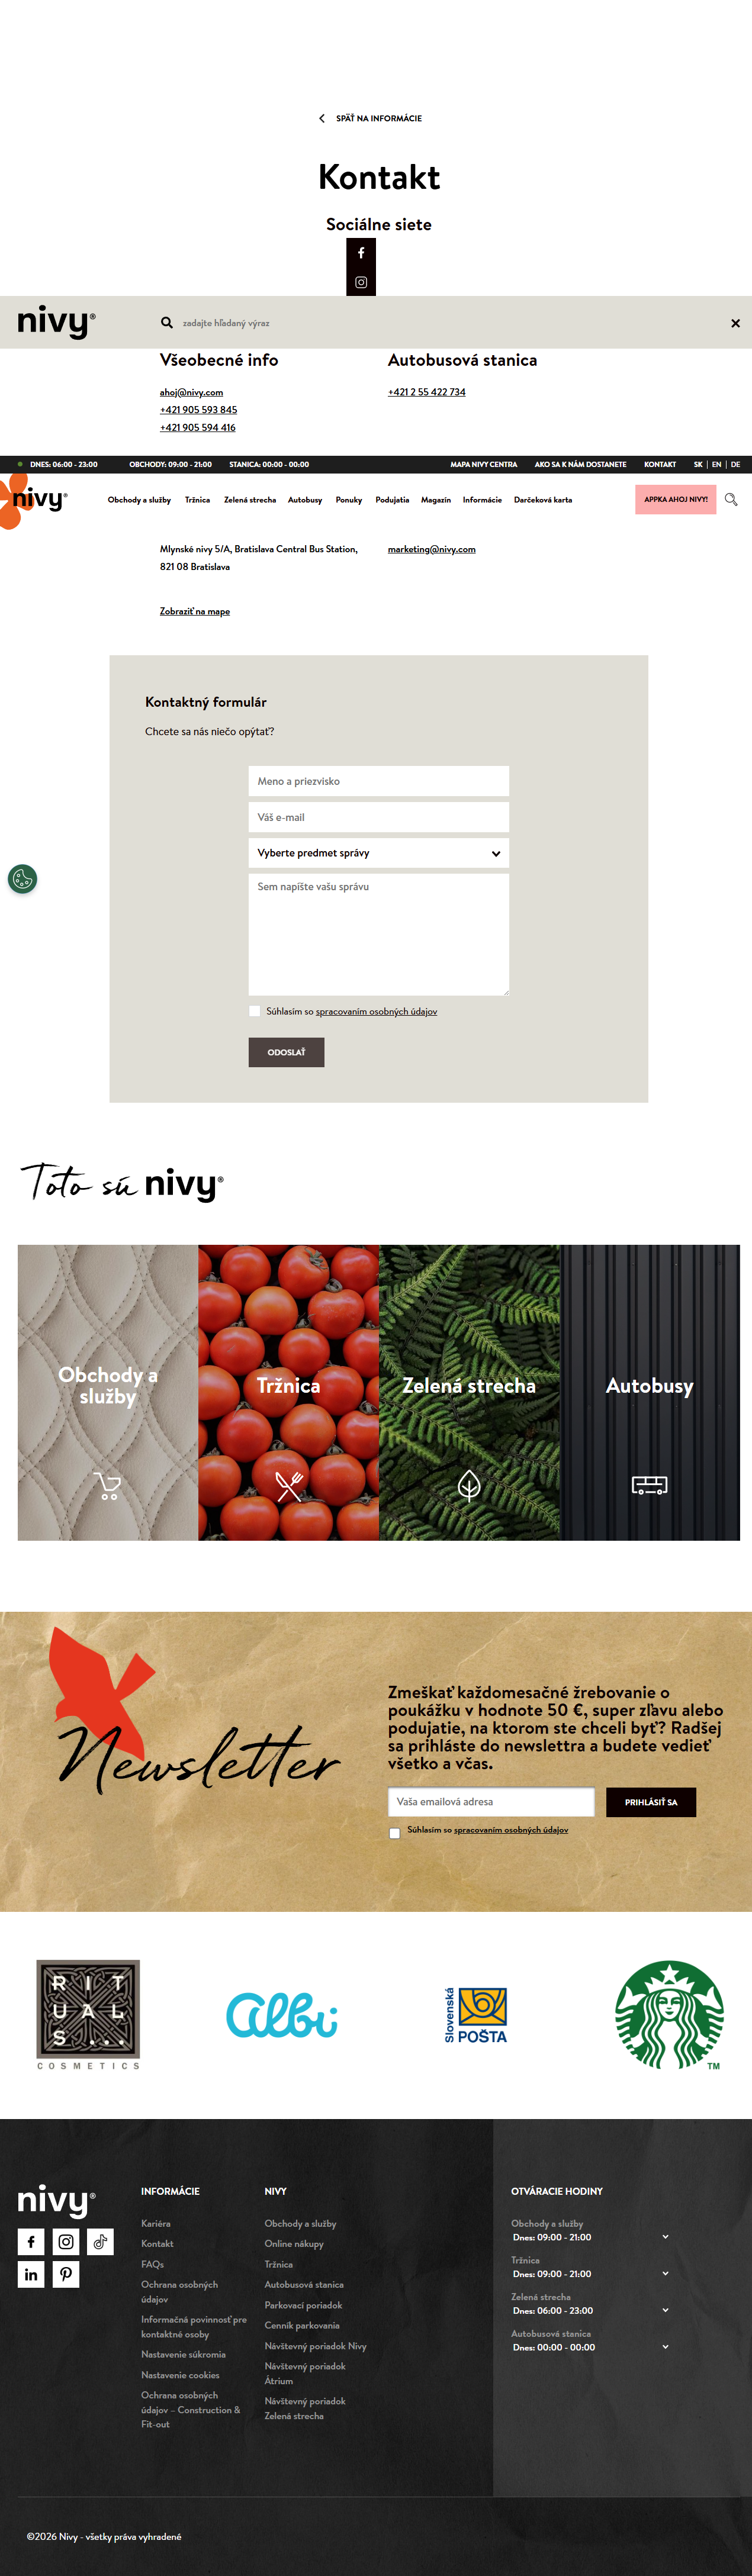 SPÄŤ NA INFORMÁCIE
Kontakt
Sociálne siete
nivy®
zadajte hľadaný výraz
Všeobecné info
ahoj@nivy.com
+421 905 593 845
+421 905 594 416
Autobusová stanica
+421 2 55 422 734
DNES: 06:00 - 23:00 OBCHODY: 09:00 - 21:00 STANICA: 00:00 - 00:00 MAPA NIVY CENTRA AKO SA K NÁM DOSTANETE KONTAKT SK | EN | DE
nivy® Obchody a služby Tržnica Zelená strecha Autobusy Ponuky Podujatia Magazín Informácie Darčeková karta APPKA AHOJ NIVY!
Mlynské nivy 5/A, Bratislava Central Bus Station,
821 08 Bratislava
marketing@nivy.com
Zobraziť na mape
Kontaktný formulár
Chcete sa nás niečo opýtať?
Meno a priezvisko
Váš e-mail
Vyberte predmet správy
Sem napíšte vašu správu
Súhlasím so spracovaním osobných údajov
ODOSLAŤ
Toto sú nivy®
Obchody a
služby
Tržnica
Zelená strecha
Autobusy
Newsletter
Zmeškať každomesačné žrebovanie o
poukážku v hodnote 50 €, super zľavu alebo
podujatie, na ktorom ste chceli byť? Radšej
sa prihláste do newslettra a budete vedieť
všetko a včas.
Vaša emailová adresa
PRIHLÁSIŤ SA
Súhlasím so spracovaním osobných údajov
RIT
UAL
S...
COSMETICS
albi
Slovenská
POŠTA
TM
nivy®
INFORMÁCIE
Kariéra
Kontakt
FAQs
Ochrana osobných
údajov
Informačná povinnosť pre
kontaktné osoby
Nastavenie súkromia
Nastavenie cookies
Ochrana osobných
údajov – Construction &
Fit-out
NIVY
Obchody a služby
Online nákupy
Tržnica
Autobusová stanica
Parkovací poriadok
Cenník parkovania
Návštevný poriadok Nivy
Návštevný poriadok
Átrium
Návštevný poriadok
Zelená strecha
OTVÁRACIE HODINY
Obchody a služby
Dnes: 09:00 - 21:00
Tržnica
Dnes: 09:00 - 21:00
Zelená strecha
Dnes: 06:00 - 23:00
Autobusová stanica
Dnes: 00:00 - 00:00
©2026 Nivy - všetky práva vyhradené